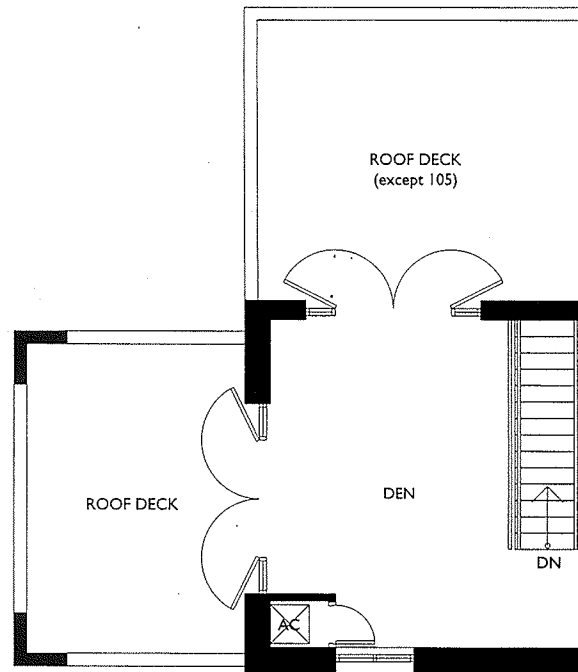 ROOF DECK
(except 105)
ROOF DECK
DEN
DN
AC